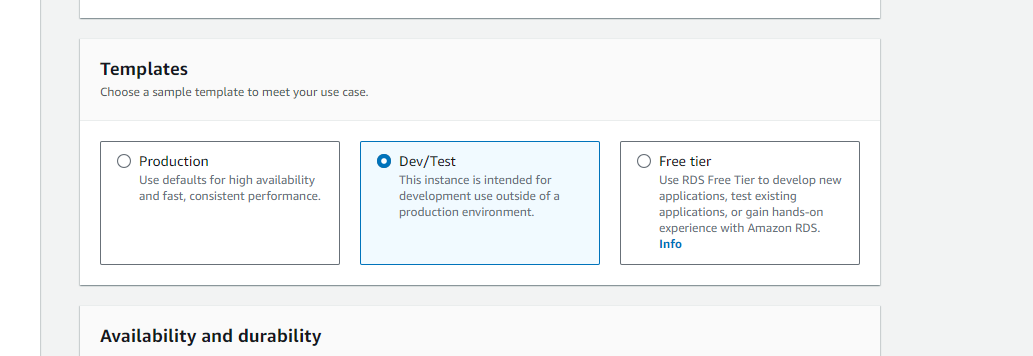 Templates
Choose a sample template to meet your use case.
Production
Use defaults for high availability
and fast, consistent performance.
Dev/Test
This instance is intended for
development use outside of a
production environment.
Free tier
Use RDS Free Tier to develop new
applications, test existing
applications, or gain hands-on
experience with Amazon RDS.
Info
Availability and durability